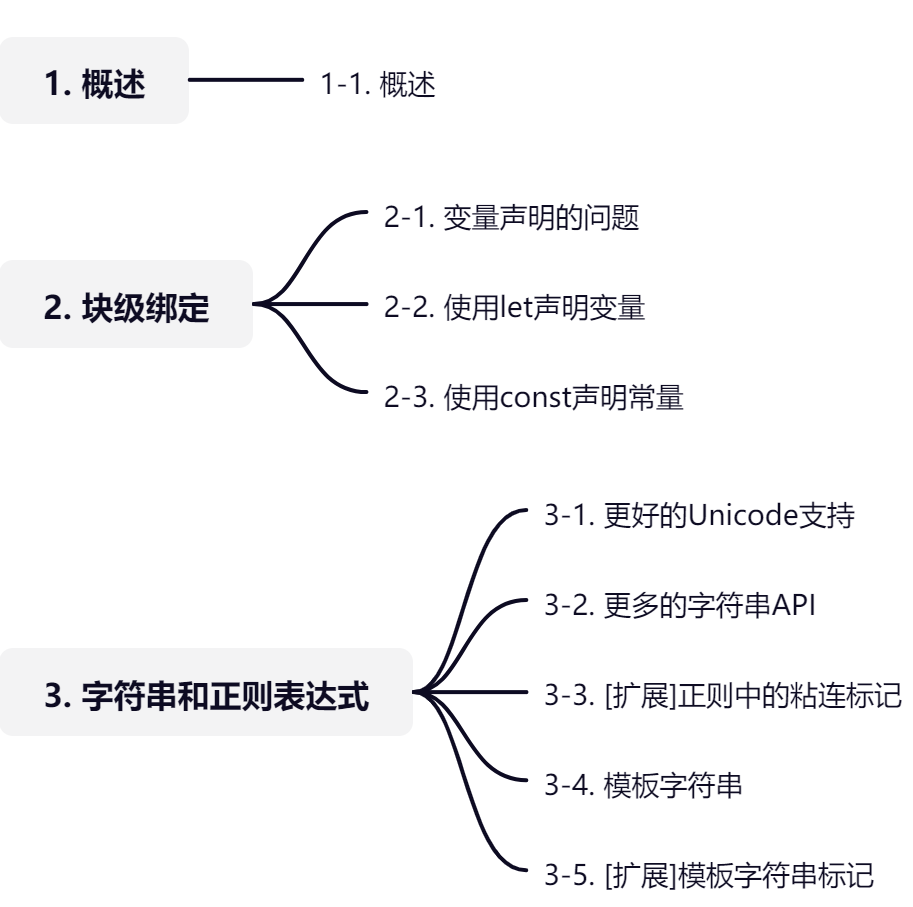 1. 概述
1-1. 概述
2. 块级绑定
2-1. 变量声明的问题
2-2. 使用let声明变量
2-3. 使用const声明常量
3. 字符串和正则表达式
3-1. 更好的Unicode支持
3-2. 更多的字符串API
3-3. [扩展]正则中的粘连标记
3-4. 模板字符串
3-5. [扩展]模板字符串标记